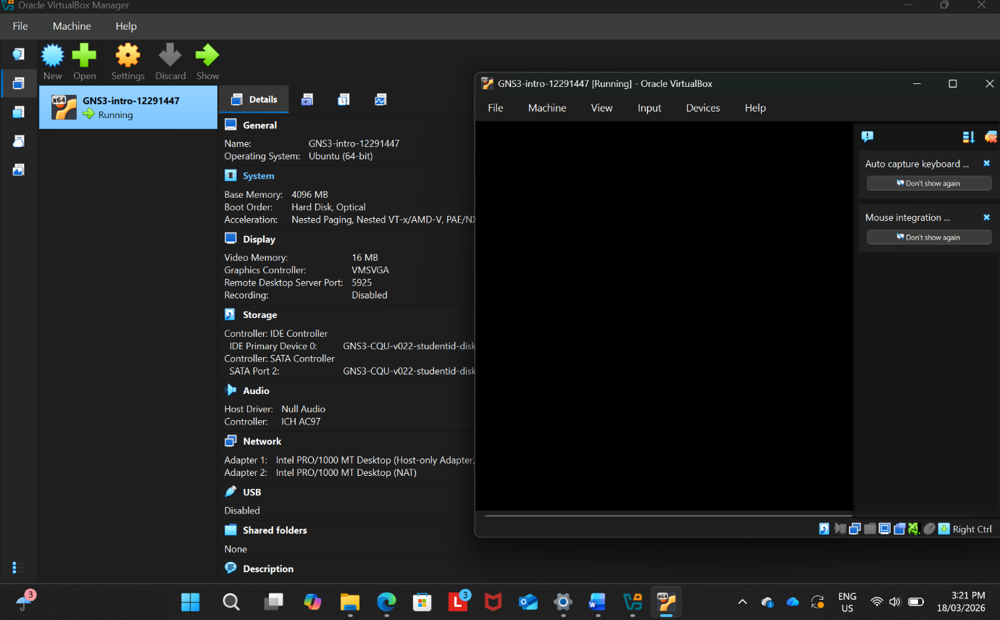 Oracle VirtualBox Manager
File Machine Help
New Open Settings Discard Show
x64 GNS3-intro-12291447
Running
Details
General
Name: GNS3-intro-12291447
Operating System: Ubuntu (64-bit)
System
Base Memory: 4096 MB
Boot Order: Hard Disk, Optical
Acceleration: Nested Paging, Nested VT-x/AMD-V, PAE/NX
Display
Video Memory: 16 MB
Graphics Controller: VMSVGA
Remote Desktop Server Port: 5925
Recording: Disabled
Storage
Controller: IDE Controller
IDE Primary Device 0: GNS3-CQU-v022-studentid-disk
Controller: SATA Controller
SATA Port 2: GNS3-CQU-v022-studentid-disk
Audio
Host Driver: Null Audio
Controller: ICH AC97
Network
Adapter 1: Intel PRO/1000 MT Desktop (Host-only Adapter,
Adapter 2: Intel PRO/1000 MT Desktop (NAT)
USB
Disabled
Shared folders
None
Description
GNS3-intro-12291447 [Running] - Oracle VirtualBox
File Machine View Input Devices Help
Auto capture keyboard ...
Don't show again
Mouse integration ...
Don't show again
Right Ctrl
3
L 3
x64
ENG
US
3:21 PM
18/03/2026